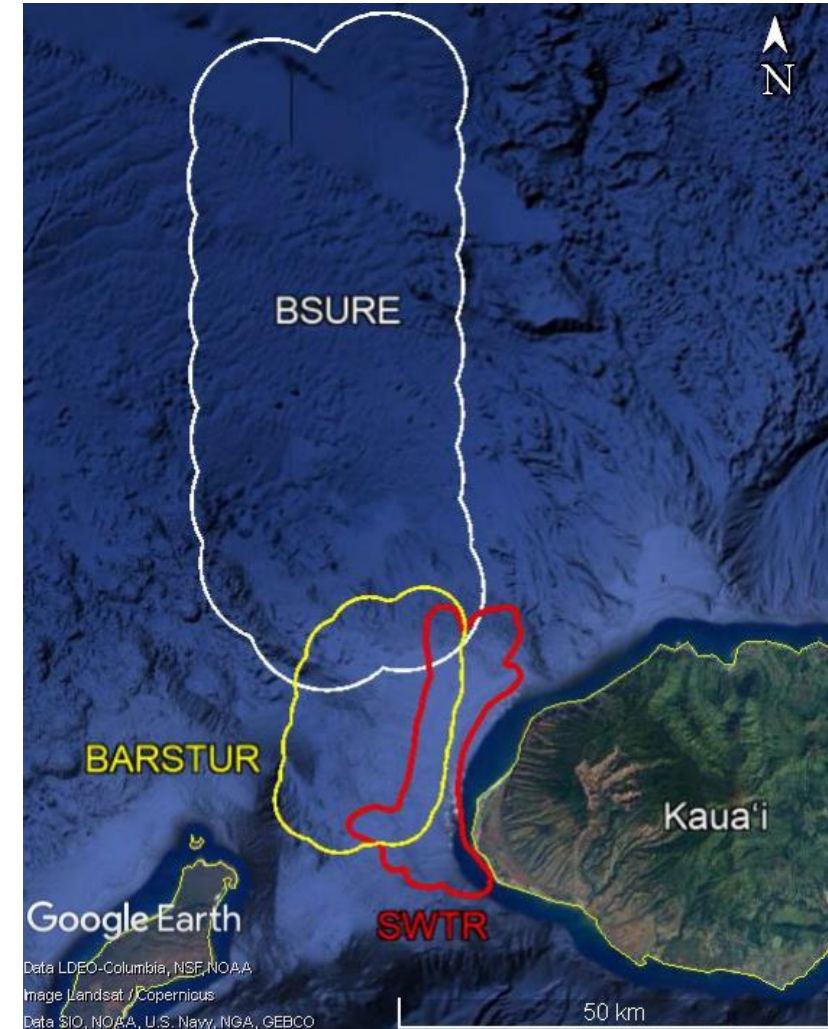 N
BSURE
BARSTUR
Kauaʻi
Google Earth
SWTR
Data LDEO-Columbia, NSF, NOAA
Image Landsat / Copernicus
Data SIO, NOAA, U.S. Navy, NGA, GEBCO
50 km